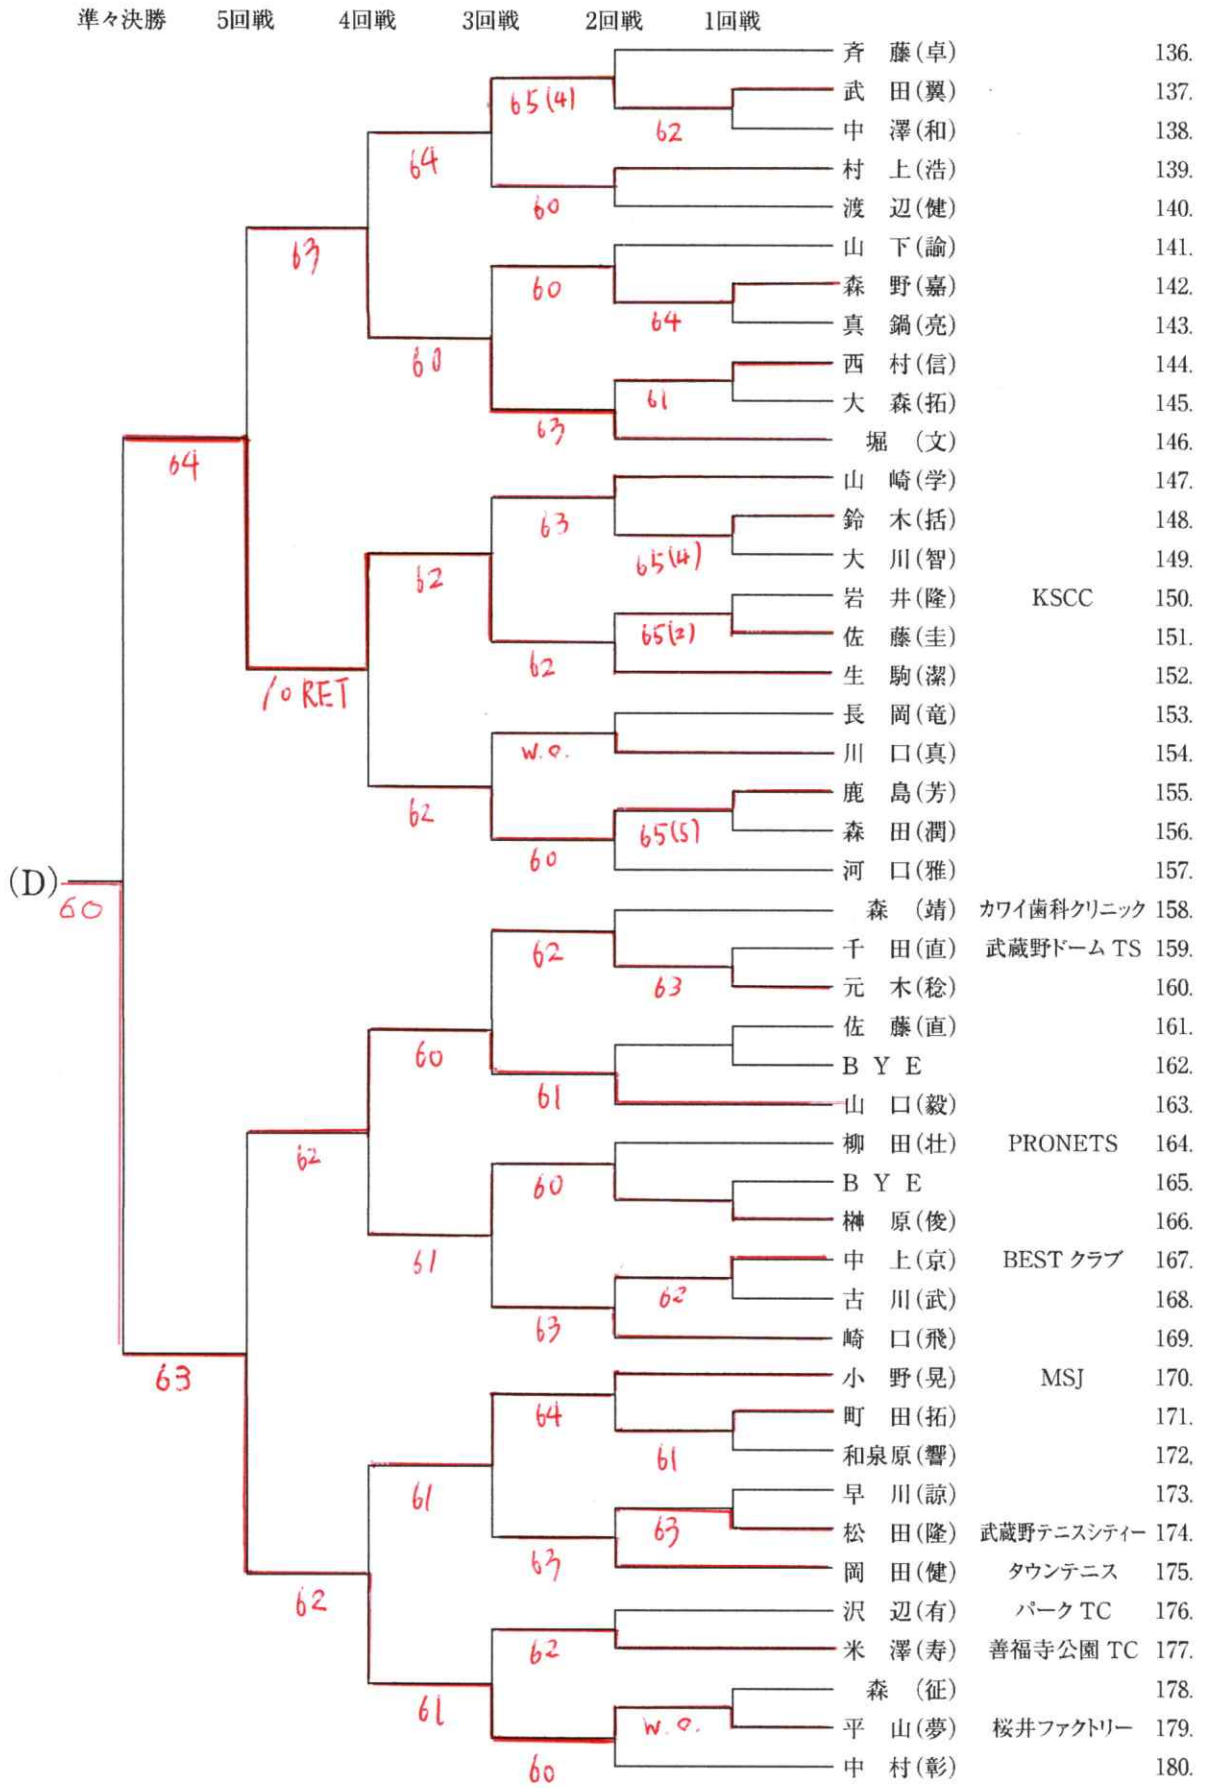 準々決勝 5回戦 4回戦 3回戦 2回戦 1回戦
斉 藤(卓) 136.
武 田(翼) 137.
65(4)
62 中 澤(和) 138.
64 村 上(浩) 139.
60 渡 辺(健) 140.
63 山 下(諭) 141.
60 森 野(嘉) 142.
64 真 鍋(亮) 143.
60 西 村(信) 144.
61 大 森(拓) 145.
63 堀 (文) 146.
64 山 崎(学) 147.
63 鈴 木(括) 148.
65(4) 大 川(智) 149.
62 岩 井(隆) KSCC 150.
65(2) 佐 藤(圭) 151.
62 生 駒(潔) 152.
10 RET 長 岡(竜) 153.
w.o. 川 口(真) 154.
62 鹿 島(芳) 155.
65(5) 森 田(潤) 156.
60 河 口(雅) 157.
(D)
60 森 (靖) カワイ歯科クリニック 158.
62 千 田(直) 武蔵野ドーム TS 159.
63 元 木(稔) 160.
佐 藤(直) 161.
60 B Y E 162.
61 山 口(毅) 163.
62 柳 田(壮) PRONETS 164.
60 B Y E 165.
榊 原(俊) 166.
61 中 上(京) BEST クラブ 167.
62 古 川(武) 168.
63 崎 口(飛) 169.
63 小 野(晃) MSJ 170.
64 町 田(拓) 171.
61 和泉原(響) 172.
61 早 川(諒) 173.
63 松 田(隆) 武蔵野テニスシティー 174.
63 岡 田(健) タウンテニス 175.
62 沢 辺(有) パーク TC 176.
62 米 澤(寿) 善福寺公園 TC 177.
森 (征) 178.
61 w.o. 平 山(夢) 桜井ファクトリー 179.
60 中 村(彰) 180.